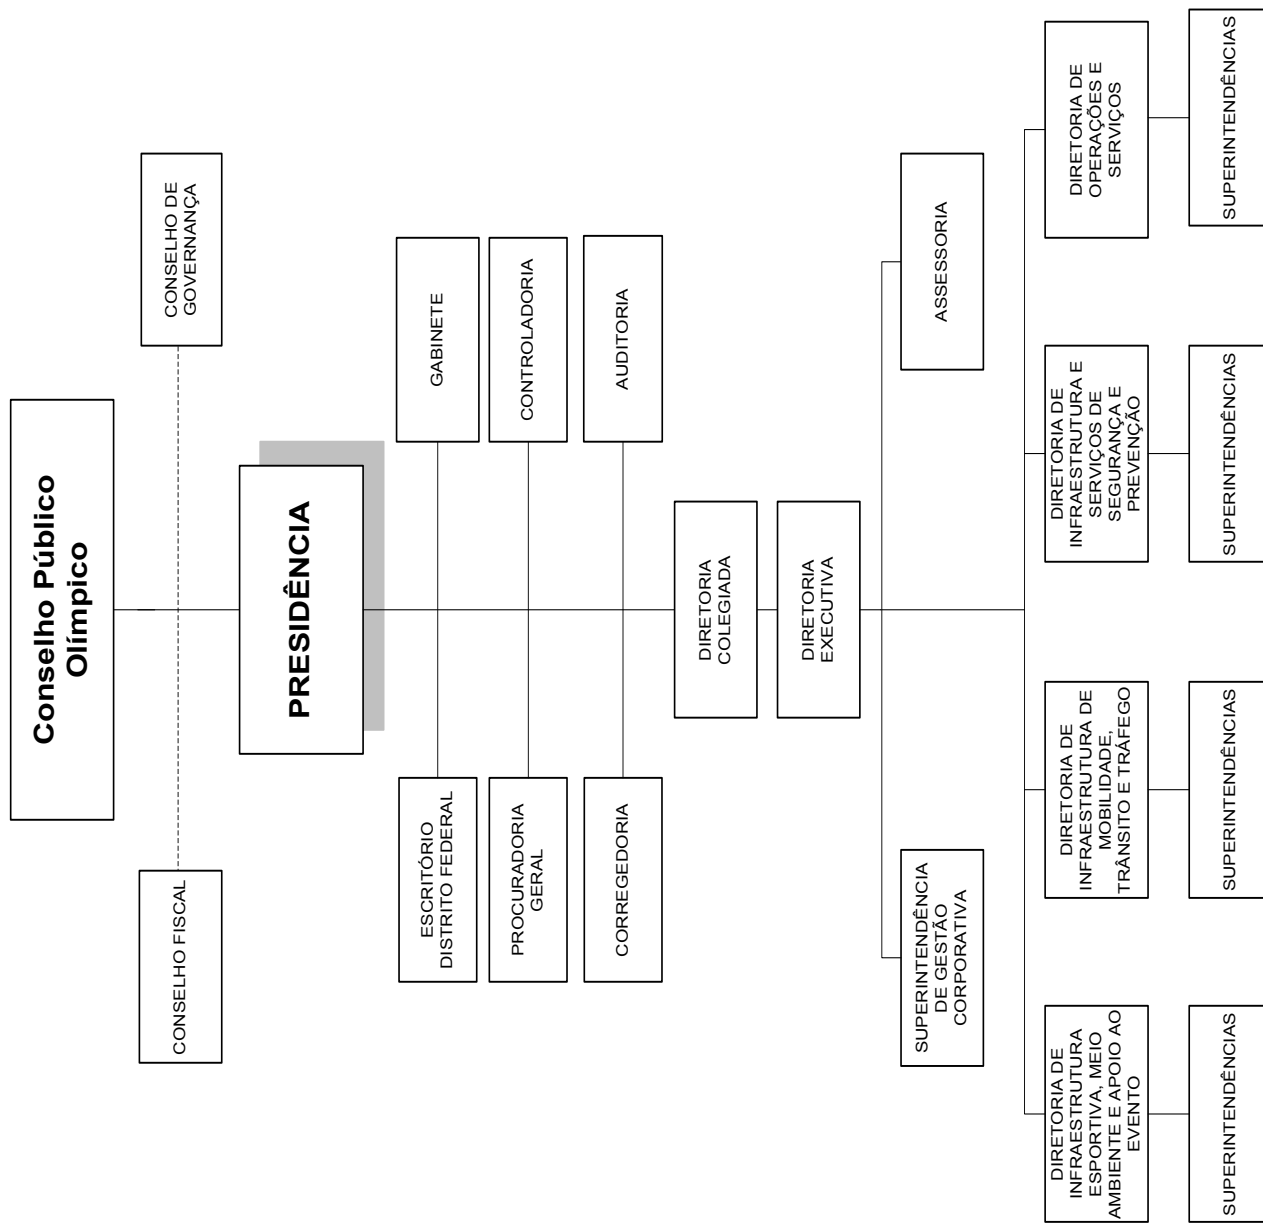 Conselho Público
Olímpico
CONSELHO FISCAL
CONSELHO DE
GOVERNANÇA
PRESIDÊNCIA
ESCRITÓRIO
DISTRITO FEDERAL
GABINETE
PROCURADORIA
GERAL
CONTROLADORIA
CORREGEDORIA
AUDITORIA
DIRETORIA
COLEGIADA
DIRETORIA
EXECUTIVA
SUPERINTENDÊNCIA
DE GESTÃO
CORPORATIVA
ASSESSORIA
DIRETORIA DE
INFRAESTRUTURA
ESPORTIVA, MEIO
AMBIENTE E APOIO AO
EVENTO
DIRETORIA DE
INFRAESTRUTURA DE
MOBILIDADE,
TRÂNSITO E TRÁFEGO
DIRETORIA DE
INFRAESTRUTURA E
SERVIÇOS DE
SEGURANÇA E
PREVENÇÃO
DIRETORIA DE
OPERAÇÕES E
SERVIÇOS
SUPERINTENDÊNCIAS
SUPERINTENDÊNCIAS
SUPERINTENDÊNCIAS
SUPERINTENDÊNCIAS